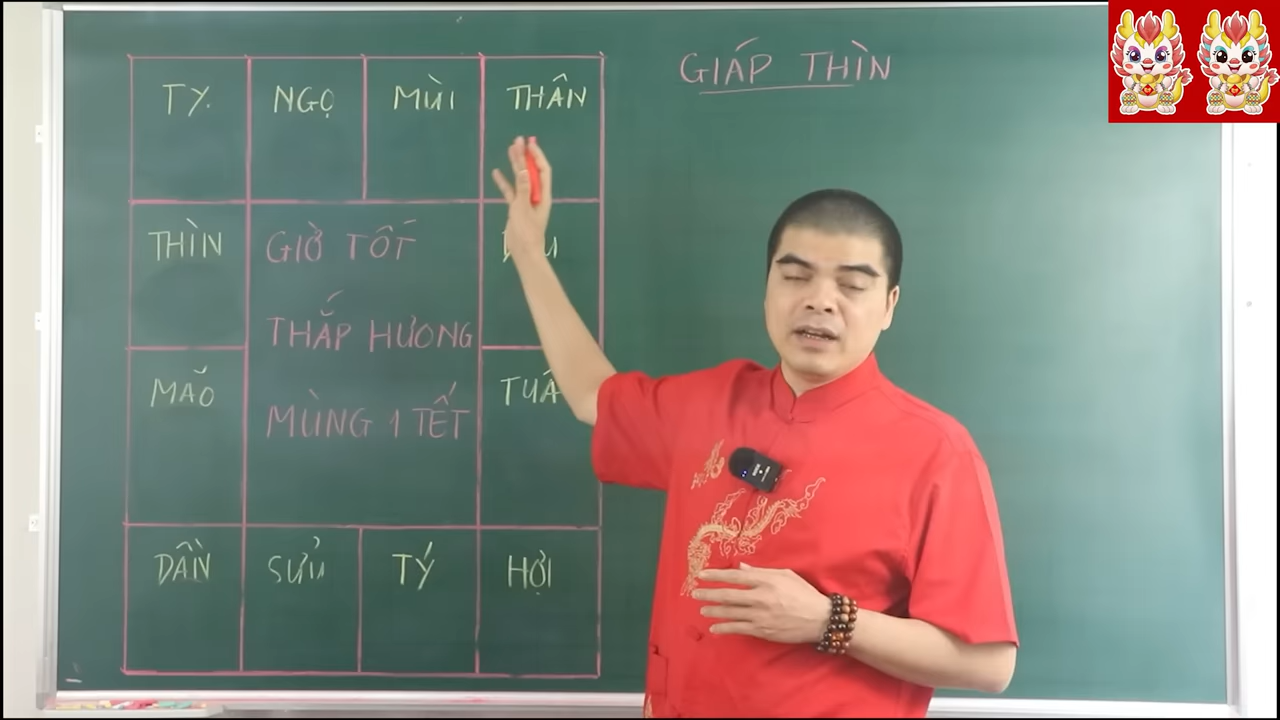 GIÁP THÌN
TỴ NGỌ MÙI THÂN
THÌN
GIỜ TỐT
THẮP HƯƠNG
MÃO
MÙNG 1 TẾT
DẦN SỬU TÝ HỢI